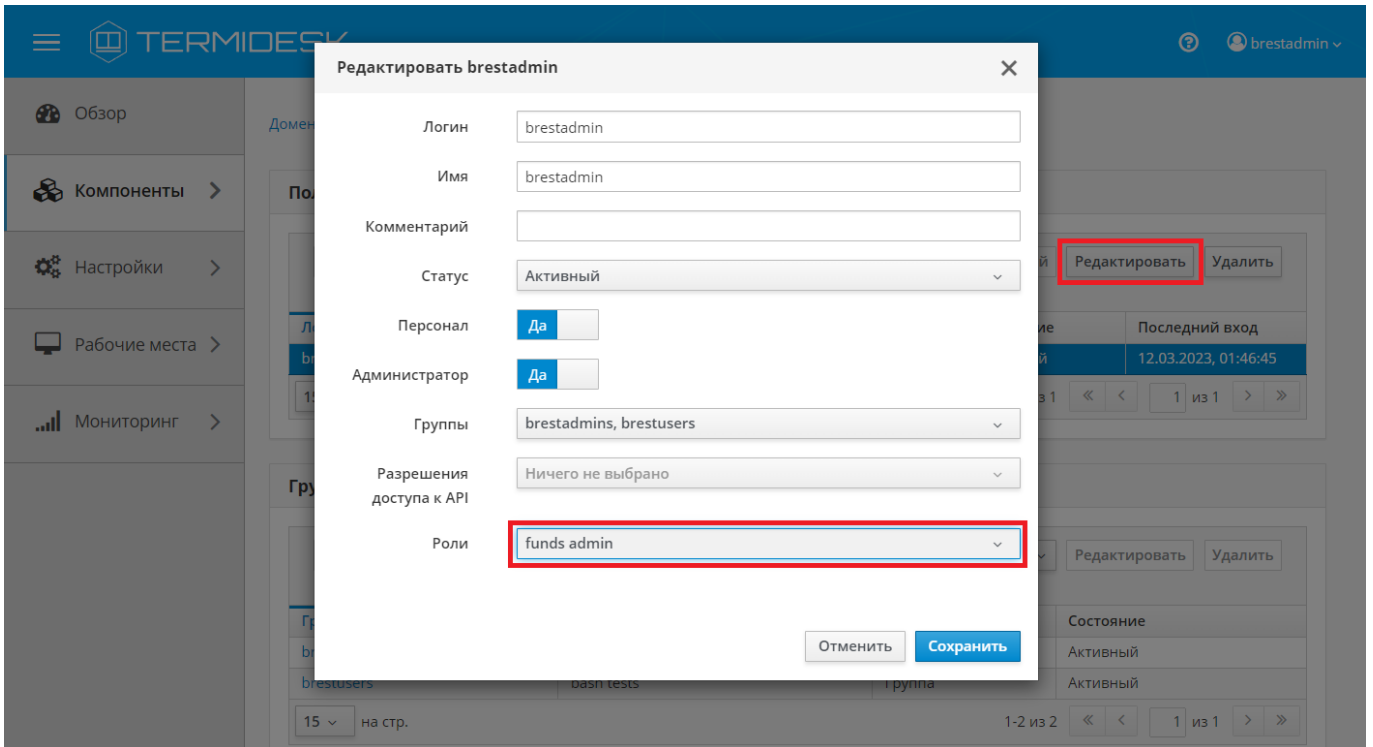 TERMIDESK
brestadmin
Редактировать brestadmin
Обзор
Компоненты
Настройки
Рабочие места
Мониторинг
Логин brestadmin
Имя brestadmin
Комментарий
Статус Активный
Персонал Да
Администратор Да
Группы brestadmins, brestusers
Разрешения
доступа к API
Ничего не выбрано
Роли funds admin
Отменить Сохранить
Редактировать Удалить
Последний вход
12.03.2023, 01:46:45
1 из 1
Редактировать Удалить
Состояние
Активный
brestusers bash tests Группа Активный
15 на стр. 1-2 из 2 1 из 1